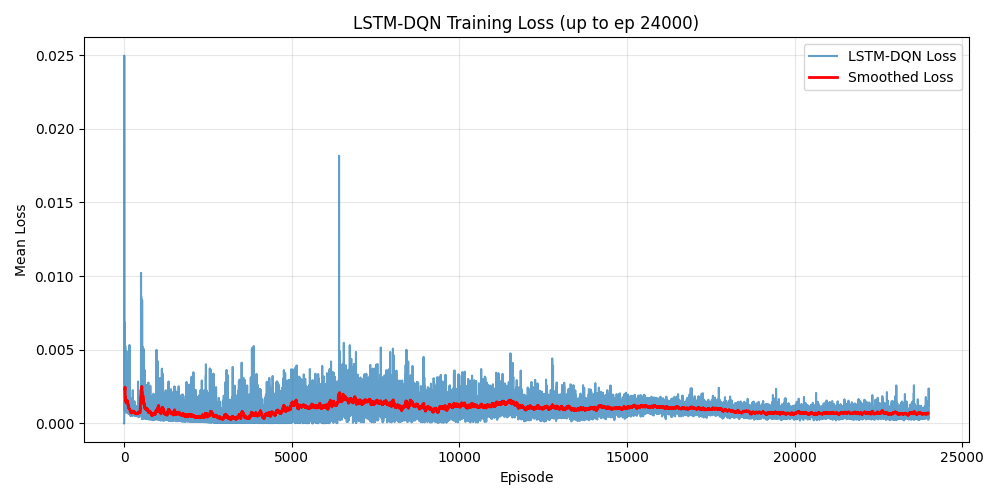 LSTM-DQN Training Loss (up to ep 24000)
LSTM-DQN Loss
Smoothed Loss
Mean Loss
0.025
0.020
0.015
0.010
0.005
0.000
0 5000 10000 15000 20000 25000
Episode